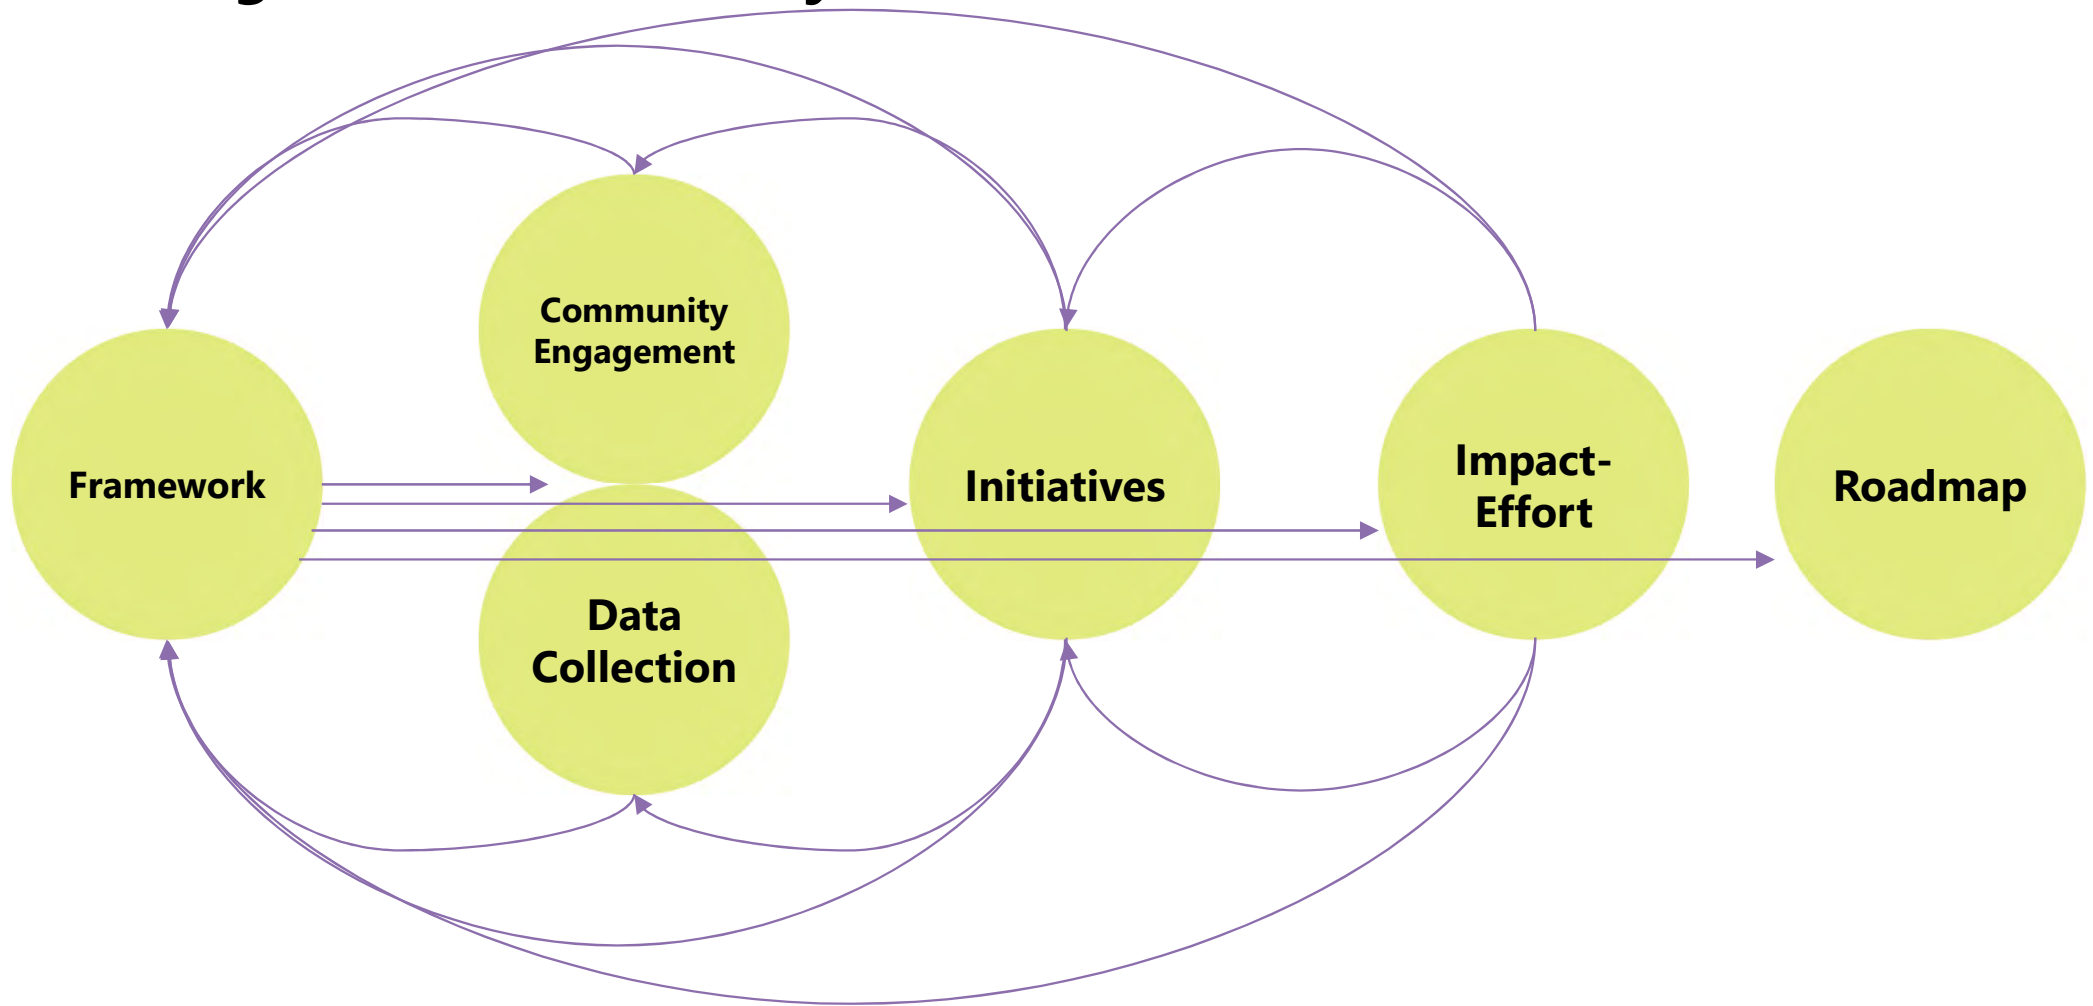 Community
Engagement
Framework
Initiatives
Impact-
Effort
Roadmap
Data
Collection